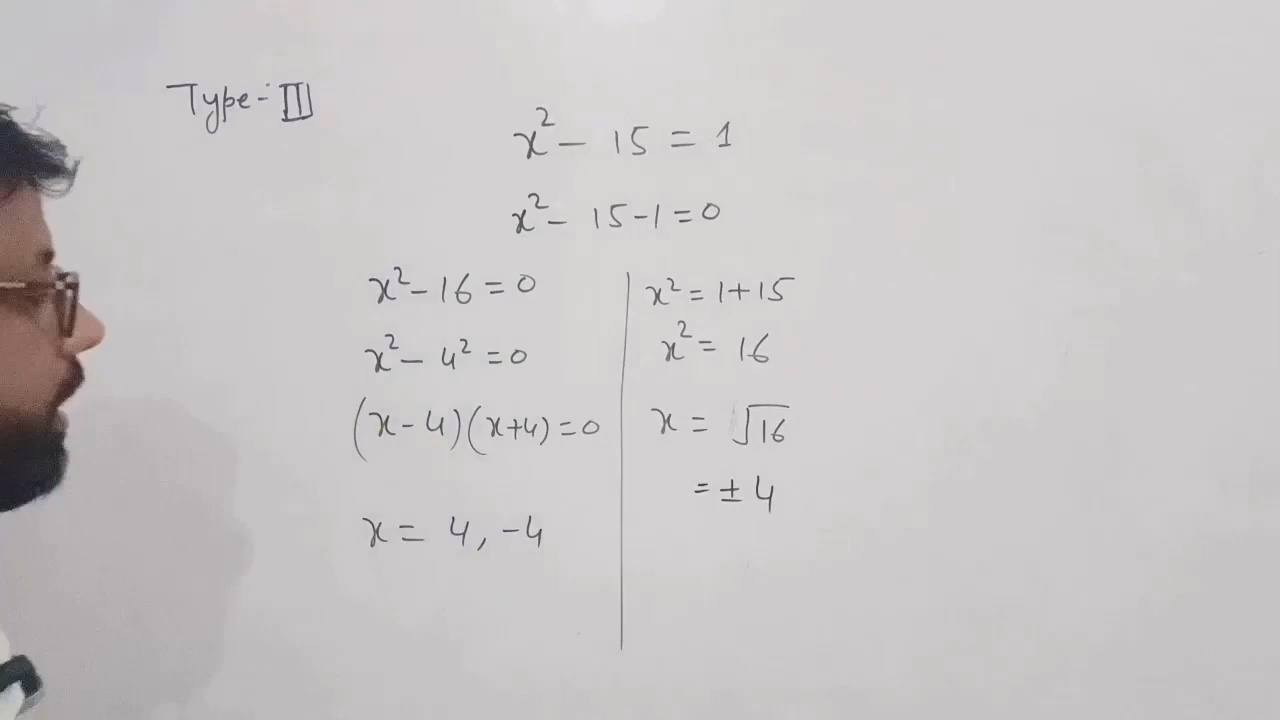 Type-III
x² - 15 = 1
x² - 15 - 1 = 0
x² - 16 = 0
x² - 4² = 0
(x - 4)(x + 4) = 0
x = 4, -4
x² = 1 + 15
x² = 16
x = √16
= ± 4